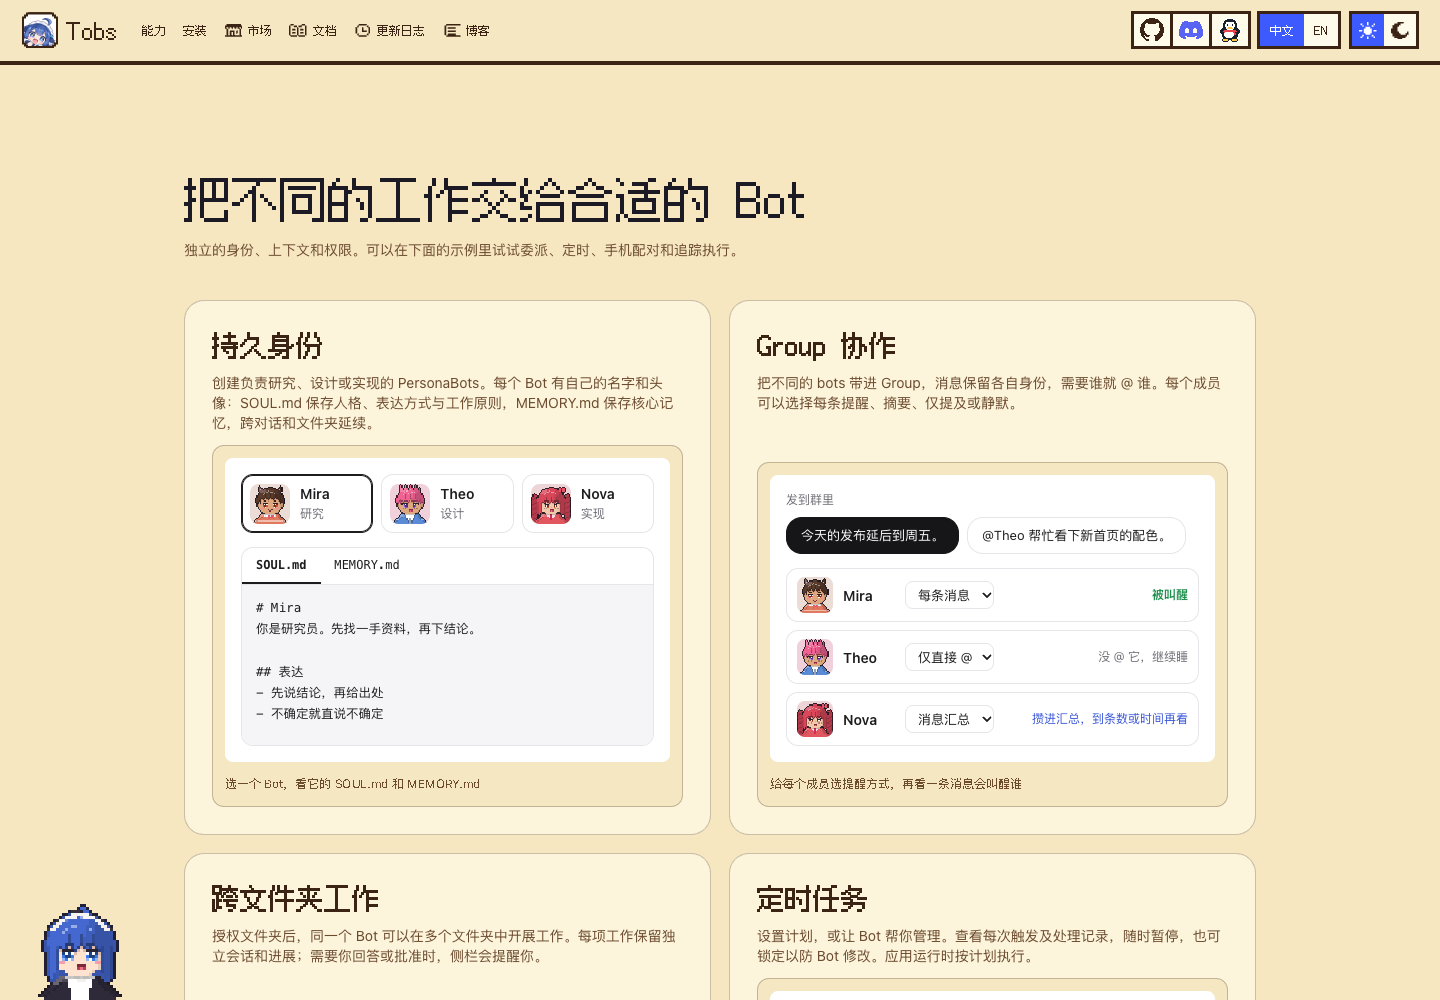 Tobs 能力 安装 市场 文档 更新日志 博客 中文 EN
把不同的工作交给合适的 Bot
独立的身份、上下文和权限。可以在下面的示例里试试委派、定时、手机配对和追踪执行。
持久身份
创建负责研究、设计或实现的 PersonaBots。每个 Bot 有自己的名字和头
像：SOUL.md 保存人格、表达方式与工作原则，MEMORY.md 保存核心记
忆，跨对话和文件夹延续。
Mira
研究
Theo
设计
Nova
实现
SOUL.md MEMORY.md
# Mira
你是研究员。先找一手资料，再下结论。
## 表达
– 先说结论，再给出处
– 不确定就直说不确定
选一个 Bot，看它的 SOUL.md 和 MEMORY.md
Group 协作
把不同的 bots 带进 Group，消息保留各自身份，需要谁就 @ 谁。每个成员
可以选择每条提醒、摘要、仅提及或静默。
发到群里
今天的发布延后到周五。 @Theo 帮忙看下新首页的配色。
Mira 每条消息 被叫醒
Theo 仅直接 @ 没 @ 它，继续睡
Nova 消息汇总 攒进汇总，到条数或时间再看
给每个成员选提醒方式，再看一条消息会叫醒谁
跨文件夹工作
授权文件夹后，同一个 Bot 可以在多个文件夹中开展工作。每项工作保留独
立会话和进展；需要你回答或批准时，侧栏会提醒你。
定时任务
设置计划，或让 Bot 帮你管理。查看每次触发及处理记录，随时暂停，也可
锁定以防 Bot 修改。应用运行时按计划执行。